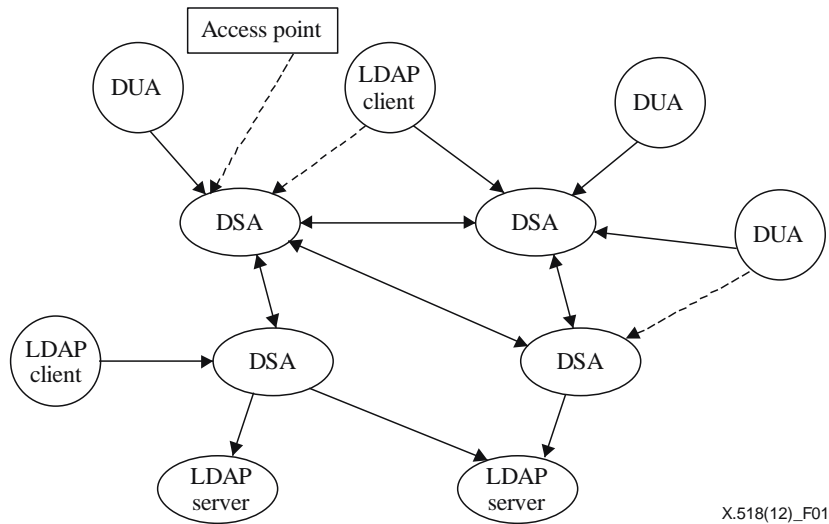 Access point
DUA
LDAP
client
DUA
DSA
DSA
DUA
LDAP
client
DSA
DSA
LDAP
server
LDAP
server
X.518(12)_F01